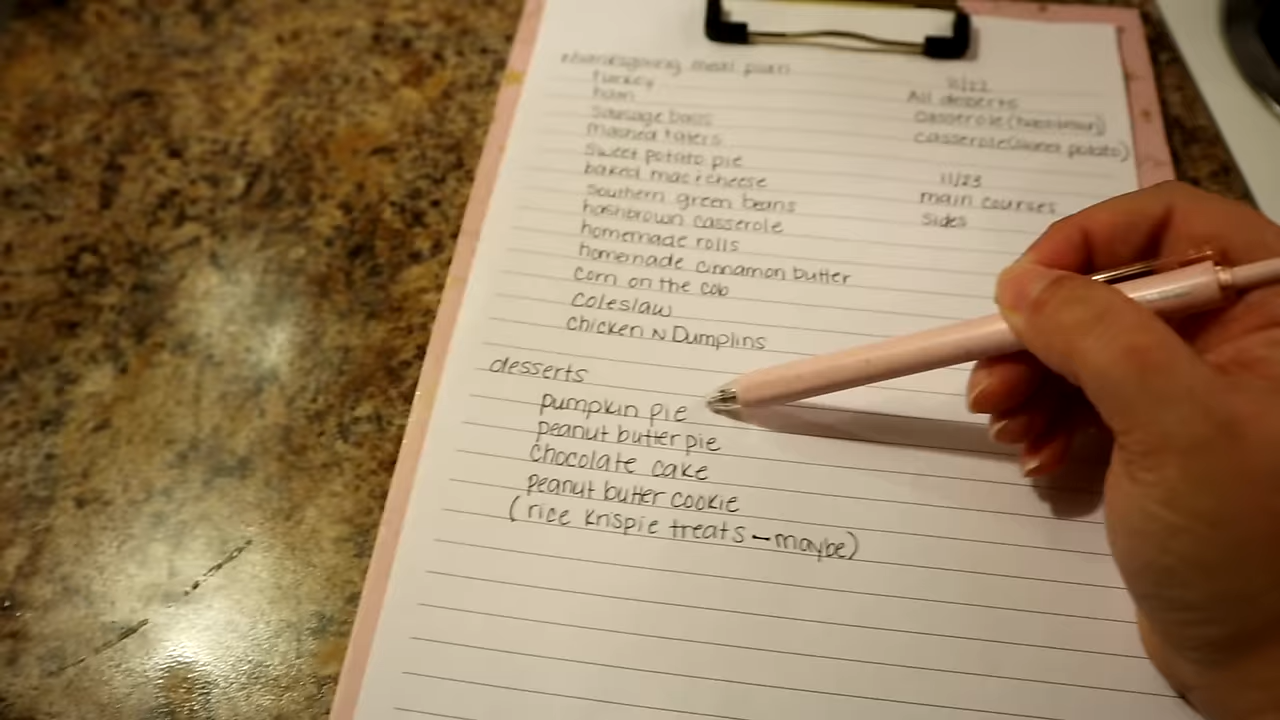 thanksgiving meal plan
turkey
ham
sausage balls
mashed taters
sweet potato pie
baked mac + cheese
southern green beans
hashbrown casserole
homemade rolls
homemade cinnamon butter
corn on the cob
coleslaw
chicken N Dumplins
desserts
pumpkin pie
peanut butter pie
chocolate cake
peanut butter cookie
(rice krispie treats - maybe)
11/22
All desserts
casserole (hashbrown)
casserole (sweet potato)
11/23
main courses
sides